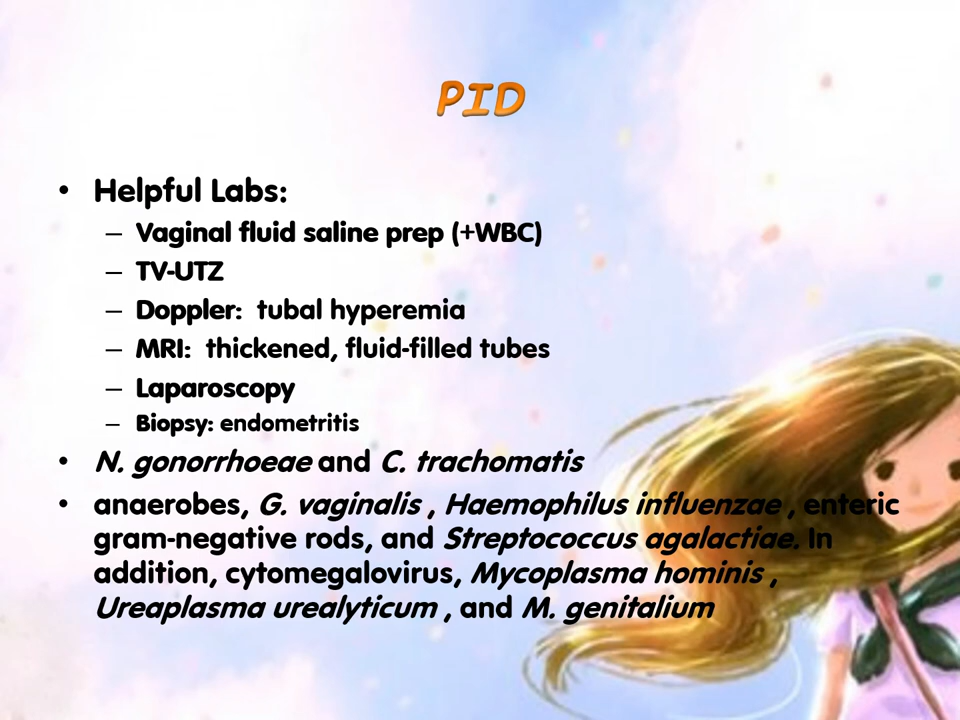 PID
• Helpful Labs:
– Vaginal fluid saline prep (+WBC)
– TV-UTZ
– Doppler: tubal hyperemia
– MRI: thickened, fluid-filled tubes
– Laparoscopy
– Biopsy: endometritis
• N. gonorrhoeae and C. trachomatis
• anaerobes, G. vaginalis , Haemophilus influenzae , enteric
gram-negative rods, and Streptococcus agalactiae. In
addition, cytomegalovirus, Mycoplasma hominis ,
Ureaplasma urealyticum , and M. genitalium